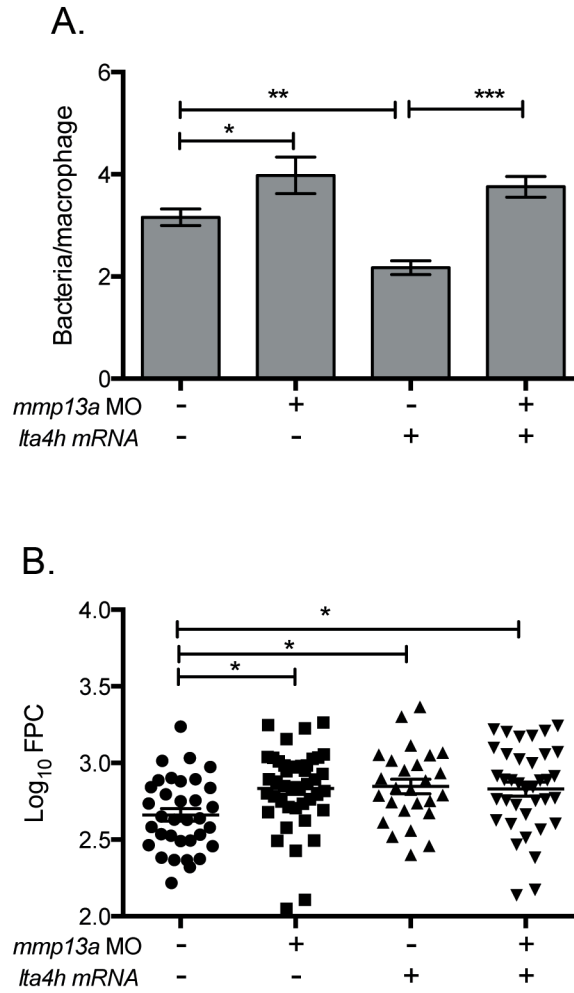 A.
6
4
2
0
Bacteria/macrophage
** ***
*
mmp13a MO - + - +
lta4h mRNA - - + +
B.
4.0
3.5
3.0
2.5
2.0
Log10 FPC
*
*
*
mmp13a MO - + - +
lta4h mRNA - - + +